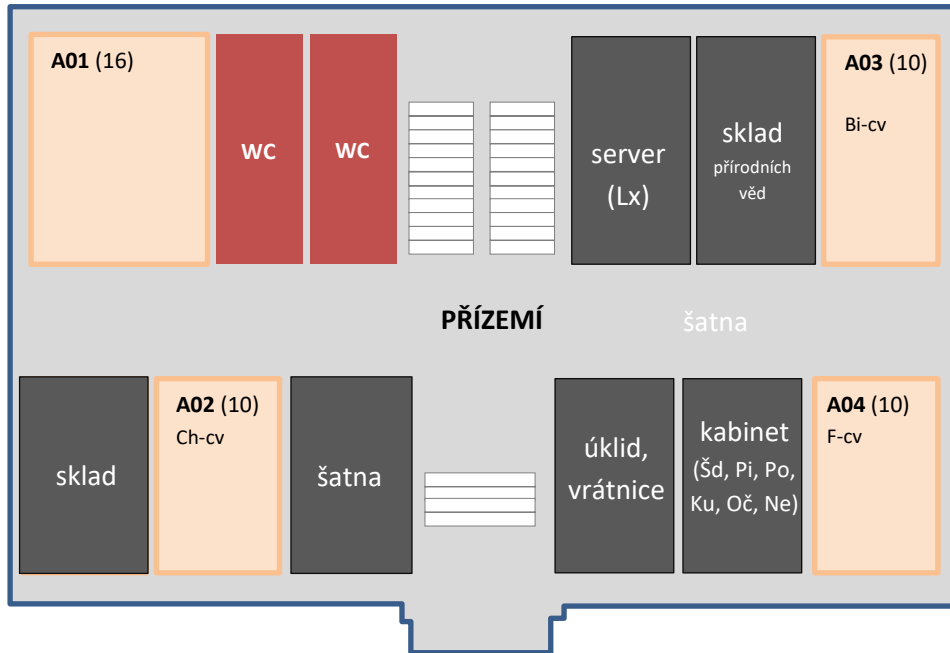 A01 (16)
WC
WC
server
(Lx)
sklad
přírodních
věd
A03 (10)
Bi-cv
PŘÍZEMÍ
šatna
sklad
A02 (10)
Ch-cv
šatna
úklid,
vrátnice
kabinet
(Šd, Pi, Po,
Ku, Oč, Ne)
A04 (10)
F-cv